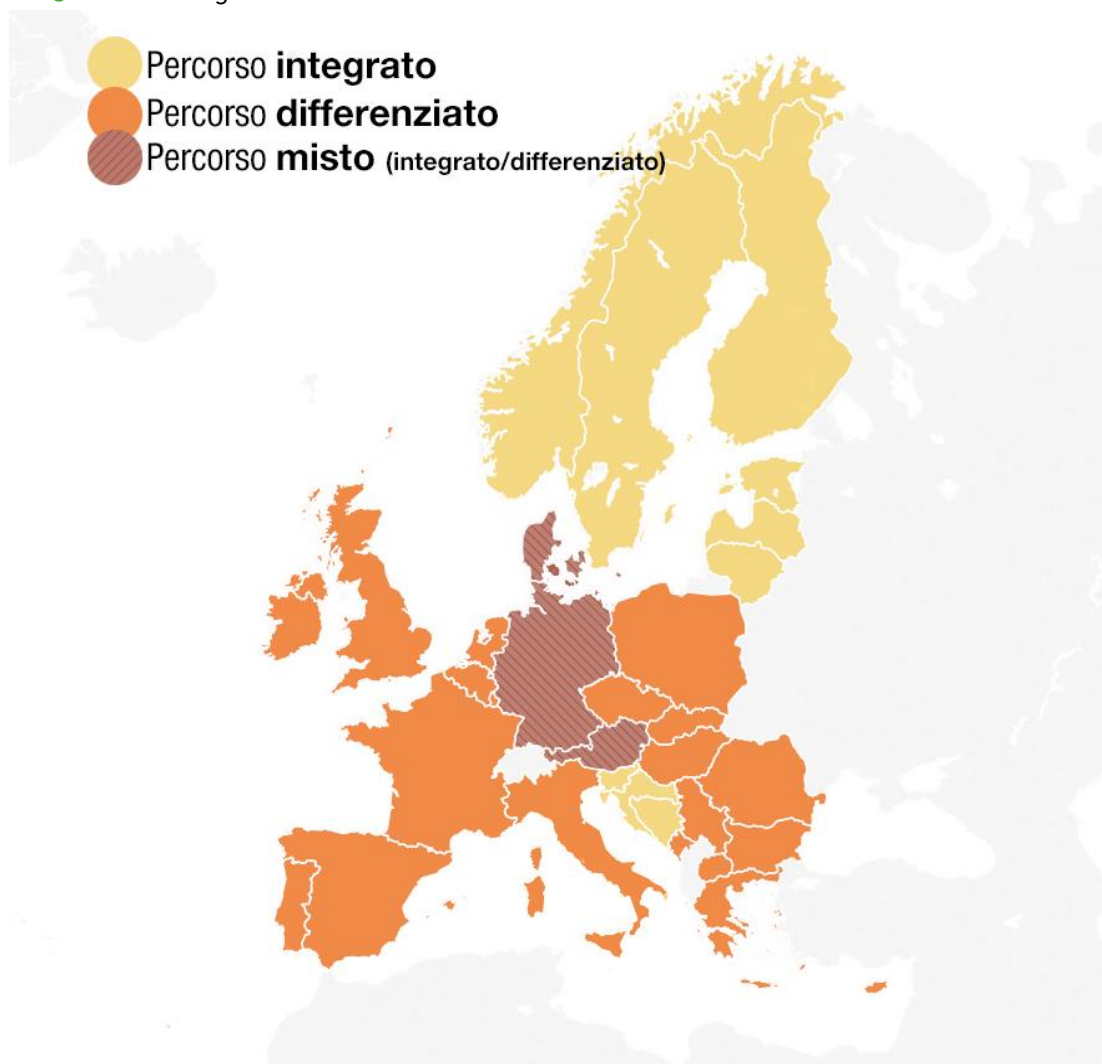 Percorso integrato
Percorso differenziato
Percorso misto (integrato/differenziato)